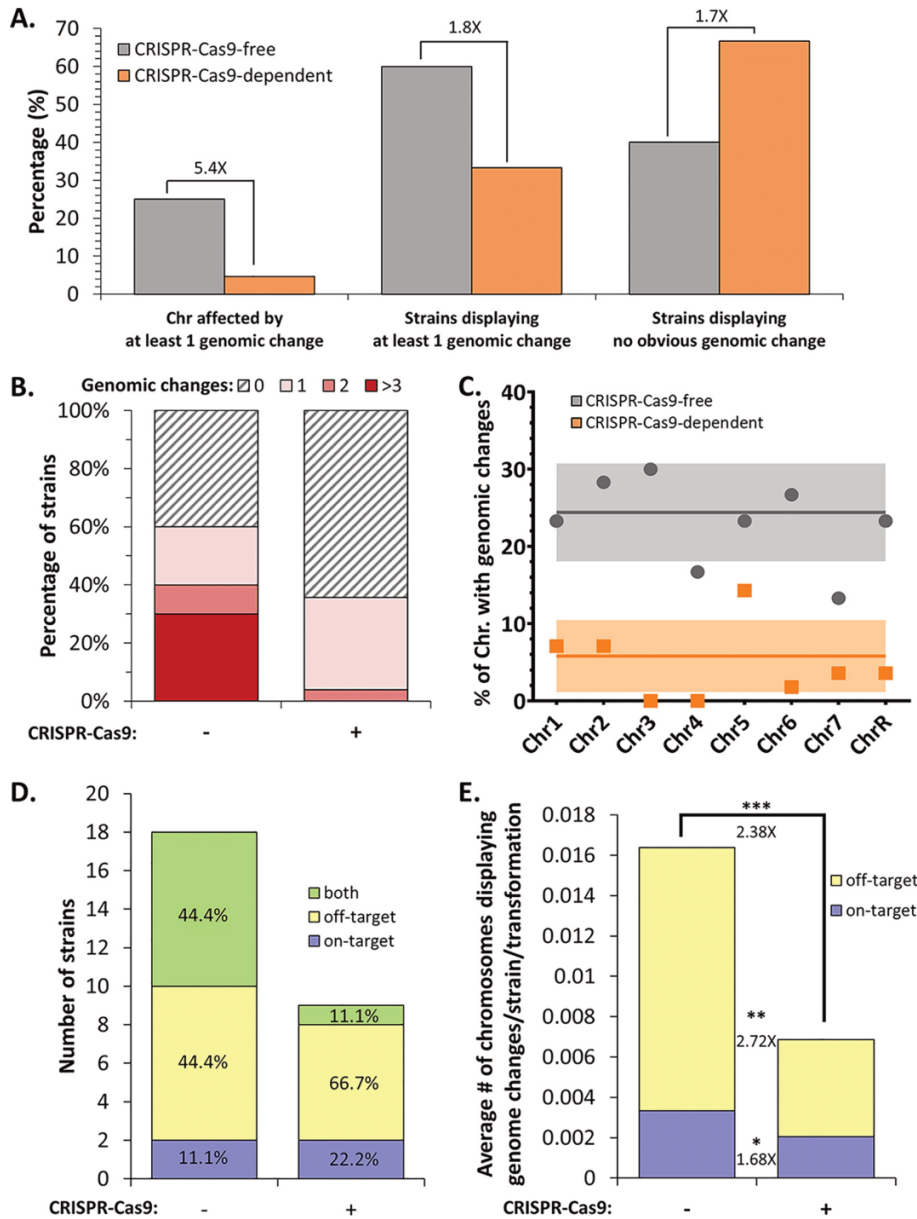 A.
Percentage (%)
70
60
50
40
30
20
10
0
CRISPR-Cas9-free
CRISPR-Cas9-dependent
5.4X
1.8X
1.7X
Chr affected by
at least 1 genomic change
Strains displaying
at least 1 genomic change
Strains displaying
no obvious genomic change
B.
Genomic changes: 0 1 2 >3
Percentage of strains
100%
80%
60%
40%
20%
0%
CRISPR-Cas9: - +
C.
% of Chr. with genomic changes
40
30
20
10
0
CRISPR-Cas9-free
CRISPR-Cas9-dependent
Chr1
Chr2
Chr3
Chr4
Chr5
Chr6
Chr7
ChrR
D.
Number of strains
20
18
16
14
12
10
8
6
4
2
0
both
off-target
on-target
44.4%
44.4%
11.1%
11.1%
66.7%
22.2%
CRISPR-Cas9: - +
E.
Average # of chromosomes displaying
genome changes/strain/transformation
0.018
0.016
0.014
0.012
0.01
0.008
0.006
0.004
0.002
0
***
2.38X
off-target
on-target
**
2.72X
*
1.68X
CRISPR-Cas9: - +